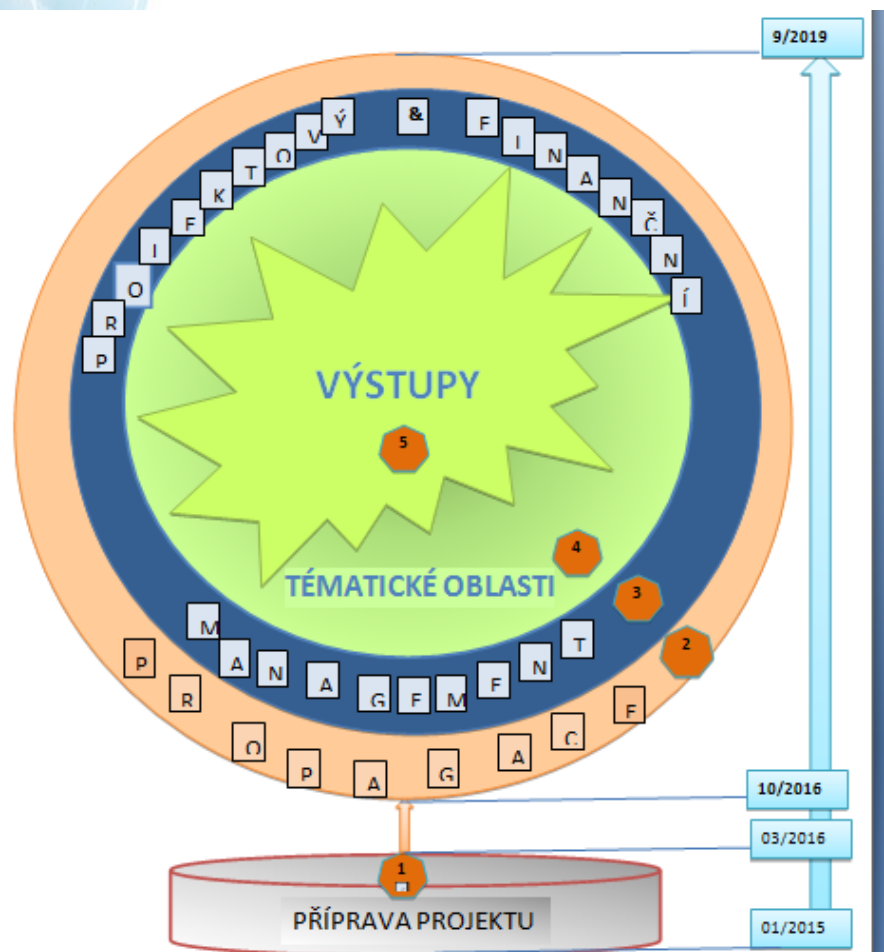 9/2019
PROJEKTOVÝ & FINANČNÍ
VÝSTUPY
5
4
TÉMATICKÉ OBLASTI
3
MANAGEMENT
2
PROPAGACE
10/2016
03/2016
1
PŘÍPRAVA PROJEKTU
01/2015